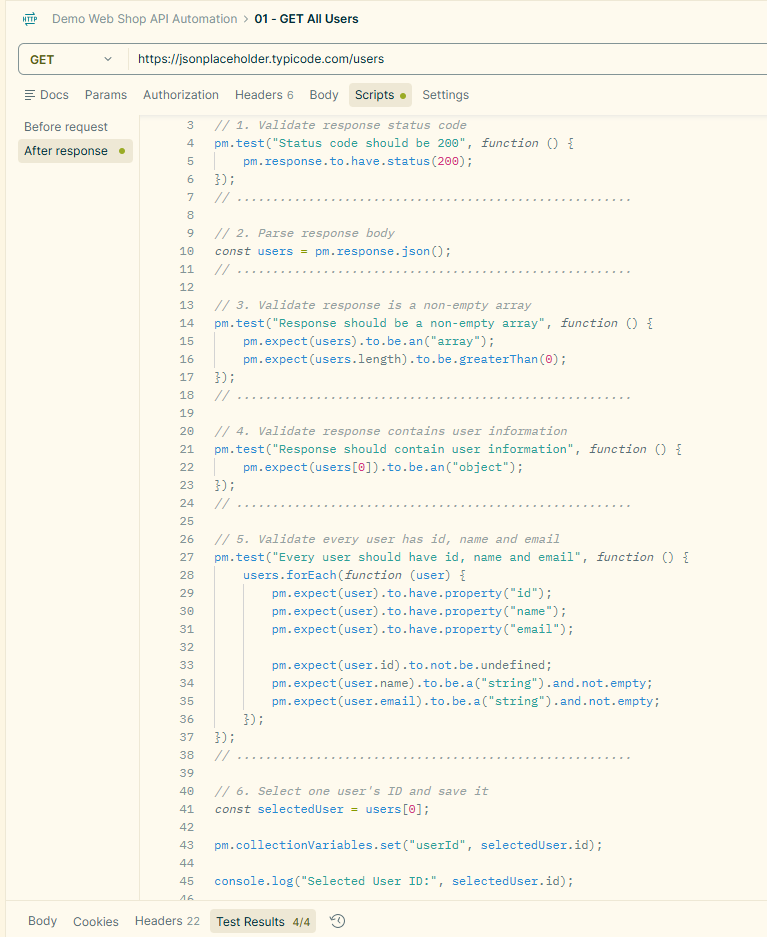 HTTP Demo Web Shop API Automation > 01 - GET All Users
GET https://jsonplaceholder.typicode.com/users
Docs Params Authorization Headers 6 Body Scripts Settings
Before request
After response
3 // 1. Validate response status code
4 pm.test("Status code should be 200", function () {
5 pm.response.to.have.status(200);
6 });
7 // .......................................................
8
9 // 2. Parse response body
10 const users = pm.response.json();
11 // .......................................................
12
13 // 3. Validate response is a non-empty array
14 pm.test("Response should be a non-empty array", function () {
15 pm.expect(users).to.be.an("array");
16 pm.expect(users.length).to.be.greaterThan(0);
17 });
18 // .......................................................
19
20 // 4. Validate response contains user information
21 pm.test("Response should contain user information", function () {
22 pm.expect(users[0]).to.be.an("object");
23 });
24 // .......................................................
25
26 // 5. Validate every user has id, name and email
27 pm.test("Every user should have id, name and email", function () {
28 users.forEach(function (user) {
29 pm.expect(user).to.have.property("id");
30 pm.expect(user).to.have.property("name");
31 pm.expect(user).to.have.property("email");
32
33 pm.expect(user.id).to.not.be.undefined;
34 pm.expect(user.name).to.be.a("string").and.not.empty;
35 pm.expect(user.email).to.be.a("string").and.not.empty;
36 });
37 });
38 // .......................................................
39
40 // 6. Select one user's ID and save it
41 const selectedUser = users[0];
42
43 pm.collectionVariables.set("userId", selectedUser.id);
44
45 console.log("Selected User ID:", selectedUser.id);
46
Body Cookies Headers 22 Test Results 4/4